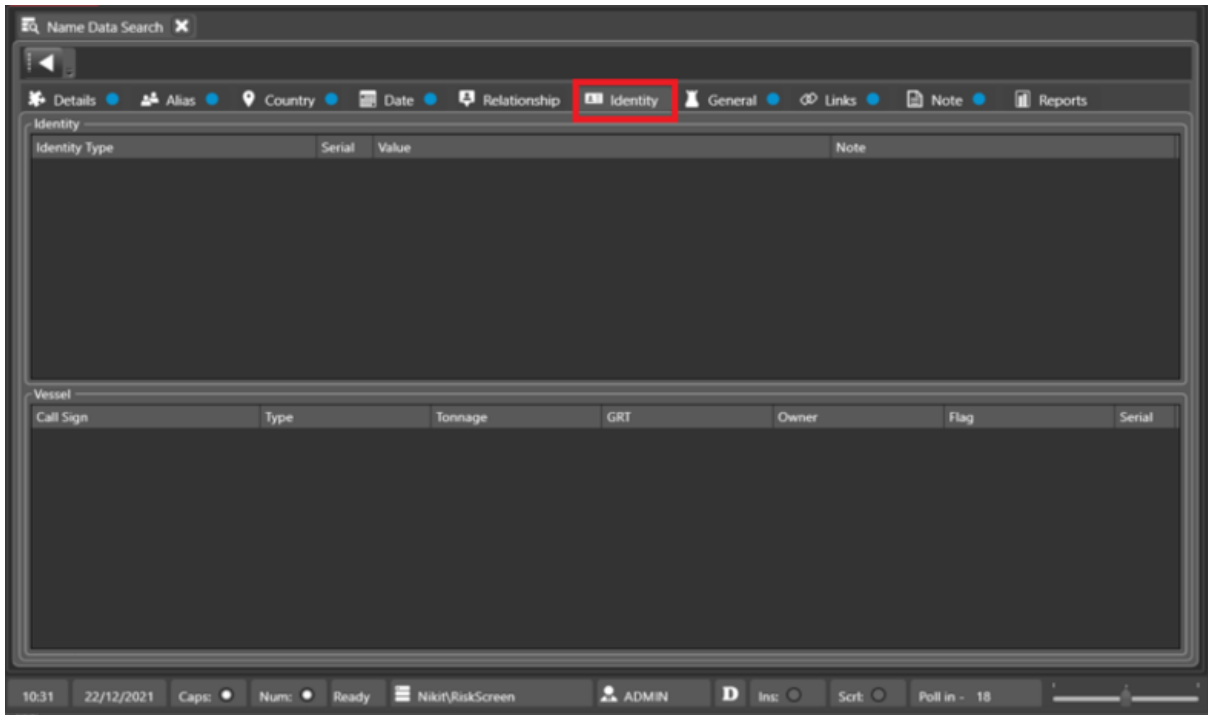 Name Data Search
Details Alias Country Date Relationship Identity General Links Note Reports
Identity
Identity Type Serial Value Note
Vessel
Call Sign Type Tonnage GRT Owner Flag Serial
10:31 22/12/2021 Caps: Num: Ready Nikit\RiskScreen ADMIN D Ins: Scrl: Poll in - 18